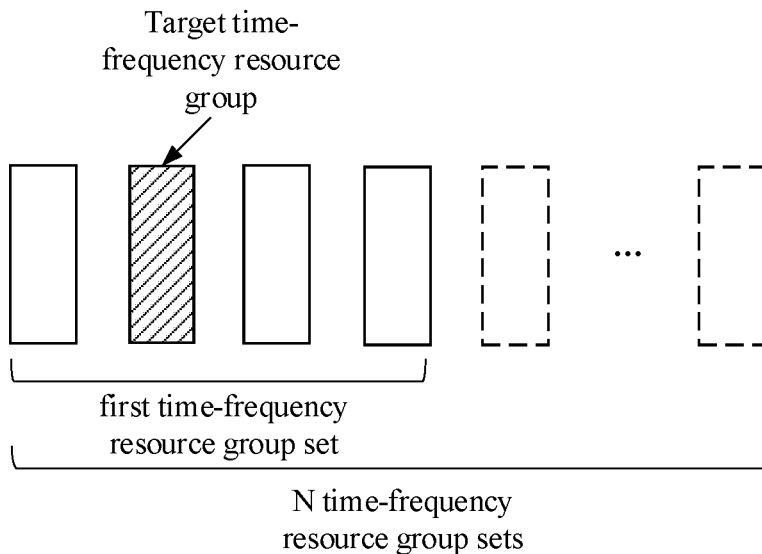 Target time-
frequency resource
group
...
first time-frequency
resource group set
N time-frequency
resource group sets